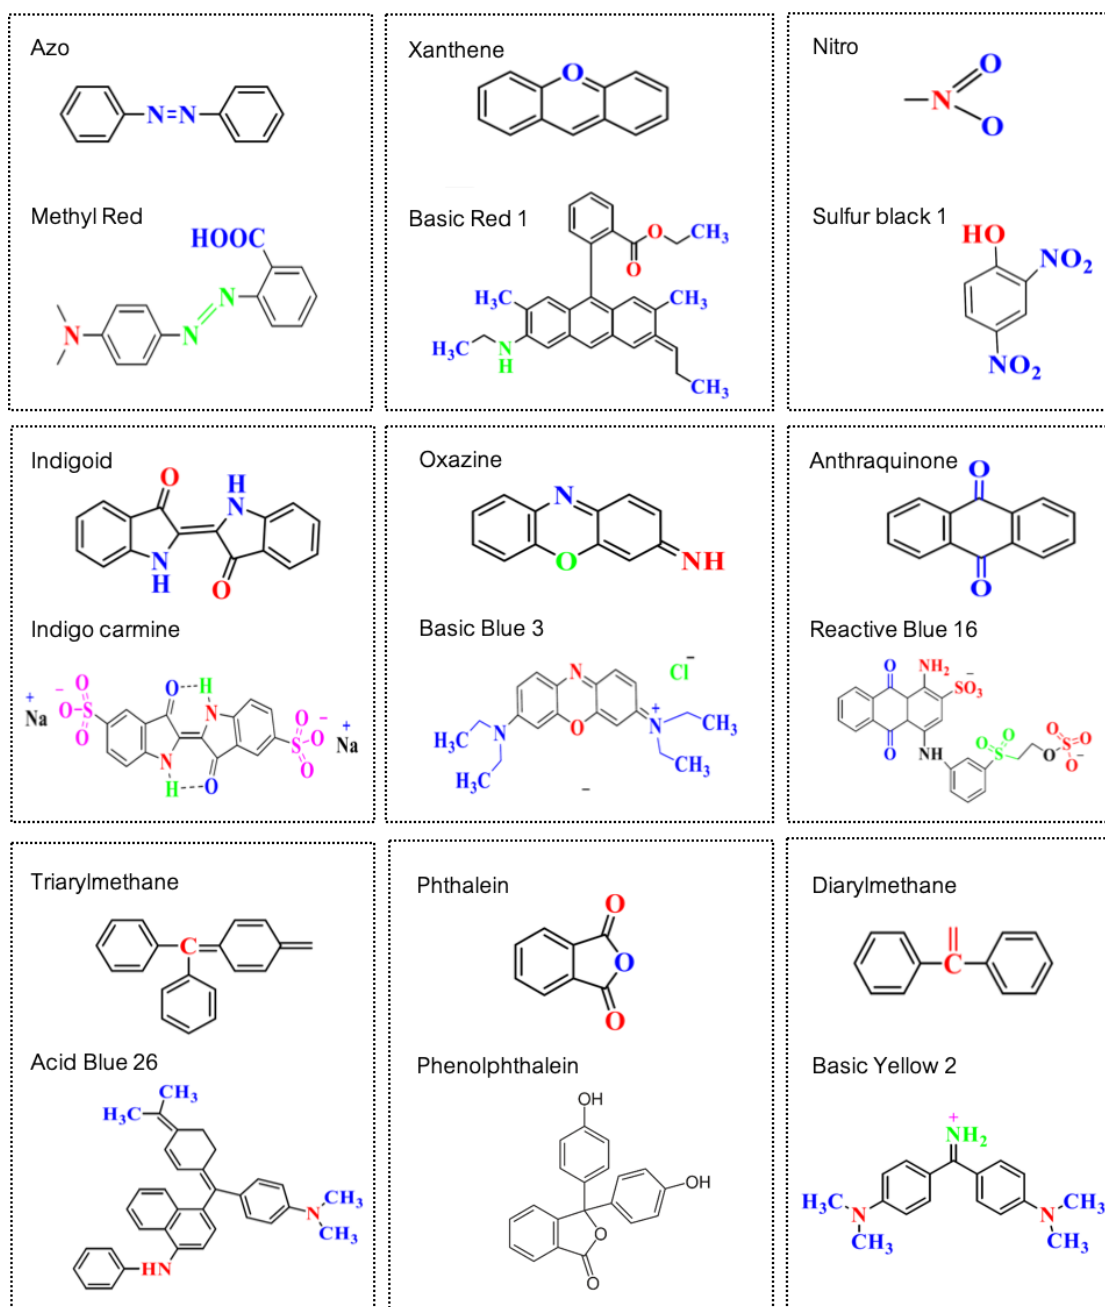 Azo
N=N
Methyl Red
HOOC
N
N
N
Xanthene
O
Basic Red 1
O
CH₃
O
H₃C
CH₃
H₃C
N
H
CH₃
Nitro
O
N
O
Sulfur black 1
HO
NO₂
NO₂
Indigoid
O
H
N
N
H
O
Indigo carmine
O
H
O
−
O
S
O
+
Na
N
N
H
O
O
−
S
O
O
+
Na
Oxazine
N
O
NH
Basic Blue 3
−
Cl
N
O
H₃C
N
H₃C
+
N
CH₃
CH₃
−
Anthraquinone
O
O
Reactive Blue 16
O
NH₂
−
SO₃
O
NH
O
O
S
O
O
O
S
O
−
Triarylmethane
C
Acid Blue 26
CH₃
H₃C
CH₃
N
CH₃
HN
Phthalein
O
O
O
Phenolphthalein
OH
OH
O
O
Diarylmethane
C
Basic Yellow 2
+
NH₂
H₃C
N
CH₃
CH₃
N
CH₃